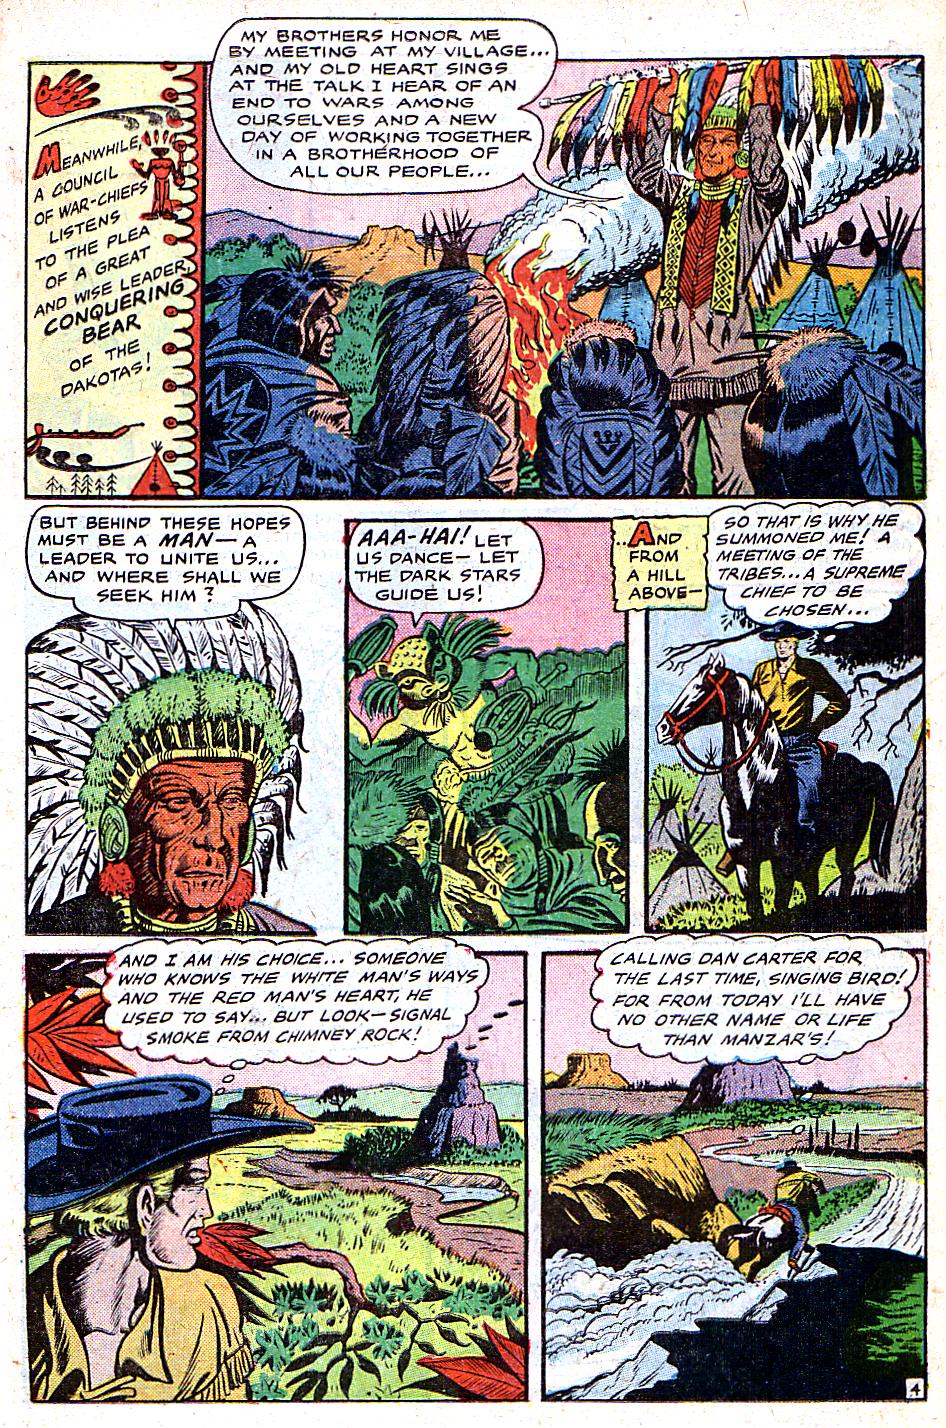 MEANWHILE,
A COUNCIL
OF WAR-CHIEFS
LISTENS
TO THE PLEA
OF A GREAT
AND WISE LEADER,
CONQUERING
BEAR
OF THE
DAKOTAS!
MY BROTHERS HONOR ME
BY MEETING AT MY VILLAGE...
AND MY OLD HEART SINGS
AT THE TALK I HEAR OF AN
END TO WARS AMONG
OURSELVES AND A NEW
DAY OF WORKING TOGETHER
IN A BROTHERHOOD OF
ALL OUR PEOPLE...
BUT BEHIND THESE HOPES
MUST BE A MAN—A
LEADER TO UNITE US...
AND WHERE SHALL WE
SEEK HIM?
AAA-HAI! LET
US DANCE—LET
THE DARK STARS
GUIDE US!
..AND
FROM
A HILL
ABOVE—
SO THAT IS WHY HE
SUMMONED ME! A
MEETING OF THE
TRIBES...A SUPREME
CHIEF TO BE
CHOSEN...
AND I AM HIS CHOICE... SOMEONE
WHO KNOWS THE WHITE MAN'S WAYS
AND THE RED MAN'S HEART, HE
USED TO SAY... BUT LOOK—SIGNAL
SMOKE FROM CHIMNEY ROCK!
CALLING DAN CARTER FOR
THE LAST TIME, SINGING BIRD!
FOR FROM TODAY I'LL HAVE
NO OTHER NAME OR LIFE
THAN MANZAR'S!
4